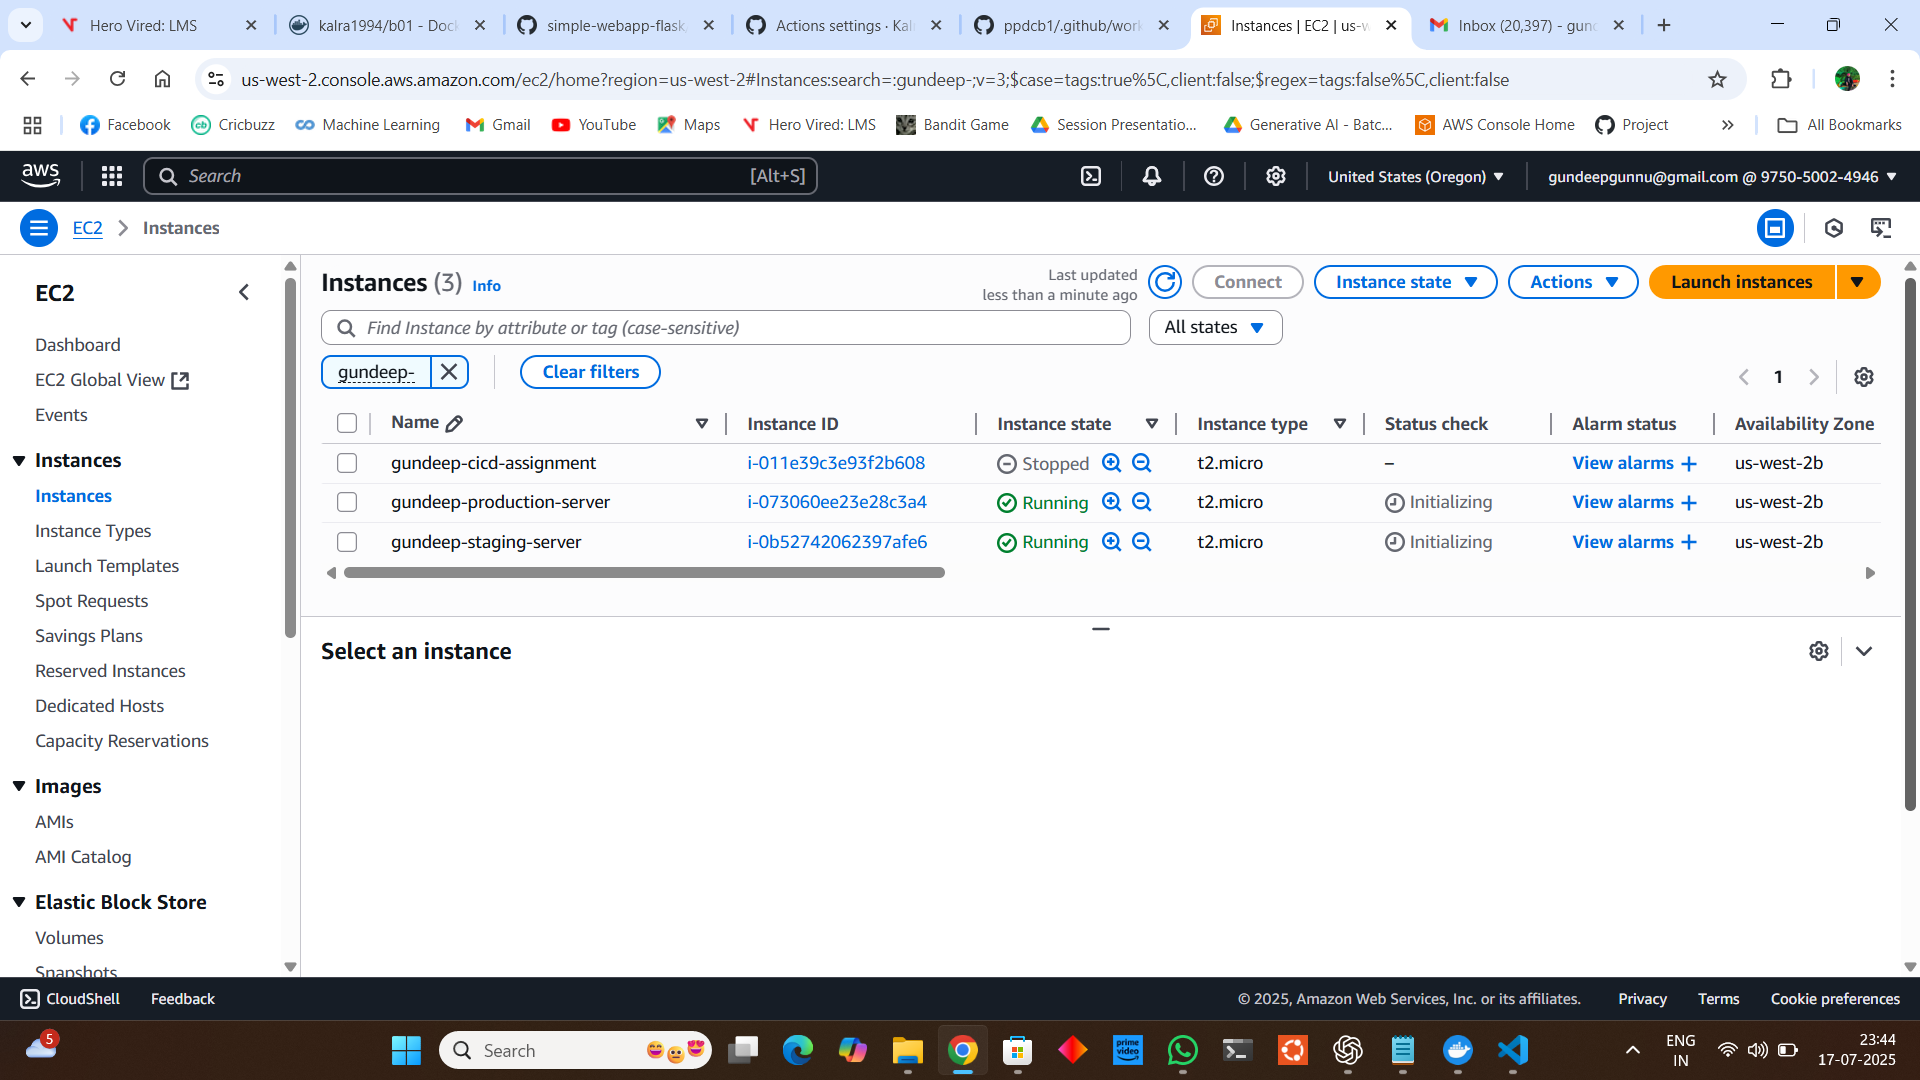 Hero Vired: LMS
kalra1994/b01 - Dock
simple-webapp-flask
Actions settings · Kal
ppdcb1/.github/work
Instances | EC2 | us-w
Inbox (20,397) - gund
us-west-2.console.aws.amazon.com/ec2/home?region=us-west-2#Instances:search=:gundeep-;v=3;$case=tags:true%5C,client:false;$regex=tags:false%5C,client:false
Facebook
Cricbuzz
Machine Learning
Gmail
YouTube
Maps
Hero Vired: LMS
Bandit Game
Session Presentatio...
Generative AI - Batc...
AWS Console Home
Project
All Bookmarks
aws
Search
[Alt+S]
United States (Oregon)
gundeepgunnu@gmail.com @ 9750-5002-4946
EC2
Instances
EC2
Dashboard
EC2 Global View
Events
Instances
Instances
Instance Types
Launch Templates
Spot Requests
Savings Plans
Reserved Instances
Dedicated Hosts
Capacity Reservations
Images
AMIs
AMI Catalog
Elastic Block Store
Volumes
Snapshots
Instances (3) Info
Last updated
less than a minute ago
Connect
Instance state
Actions
Launch instances
Find Instance by attribute or tag (case-sensitive)
All states
gundeep-
Clear filters
1
Name Instance ID Instance state Instance type Status check Alarm status Availability Zone
gundeep-cicd-assignment i-011e39c3e93f2b608 Stopped t2.micro – View alarms + us-west-2b
gundeep-production-server i-073060ee23e28c3a4 Running t2.micro Initializing View alarms + us-west-2b
gundeep-staging-server i-0b52742062397afe6 Running t2.micro Initializing View alarms + us-west-2b
Select an instance
CloudShell
Feedback
© 2025, Amazon Web Services, Inc. or its affiliates.
Privacy
Terms
Cookie preferences
5
Search
prime video
ENG
IN
23:44
17-07-2025